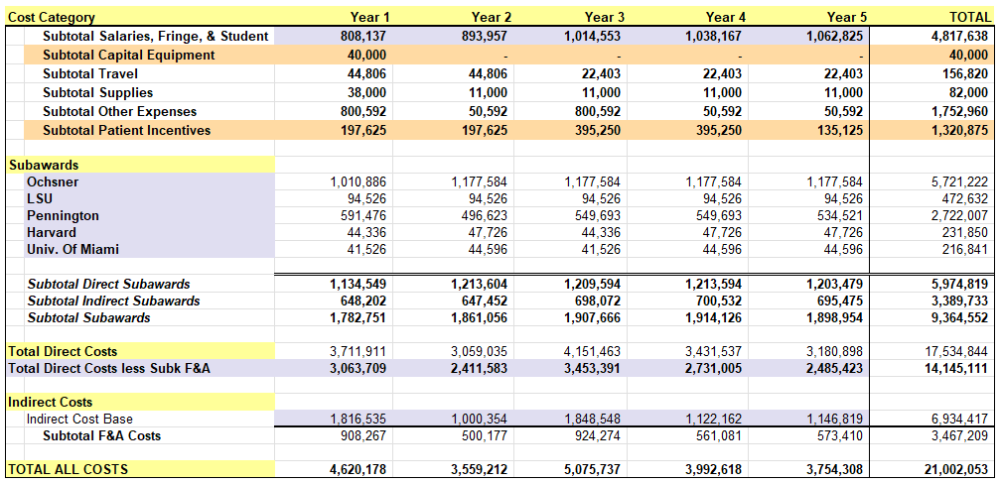 Cost Category Year 1 Year 2 Year 3 Year 4 Year 5 TOTAL
Subtotal Salaries, Fringe, & Student 808,137 893,957 1,014,553 1,038,167 1,062,825 4,817,638
Subtotal Capital Equipment 40,000 - - - - 40,000
Subtotal Travel 44,806 44,806 22,403 22,403 22,403 156,820
Subtotal Supplies 38,000 11,000 11,000 11,000 11,000 82,000
Subtotal Other Expenses 800,592 50,592 800,592 50,592 50,592 1,752,960
Subtotal Patient Incentives 197,625 197,625 395,250 395,250 135,125 1,320,875
Subawards
Ochsner 1,010,886 1,177,584 1,177,584 1,177,584 1,177,584 5,721,222
LSU 94,526 94,526 94,526 94,526 94,526 472,632
Pennington 591,476 496,623 549,693 549,693 534,521 2,722,007
Harvard 44,336 47,726 44,336 47,726 47,726 231,850
Univ. Of Miami 41,526 44,596 41,526 44,596 44,596 216,841
Subtotal Direct Subawards 1,134,549 1,213,604 1,209,594 1,213,594 1,203,479 5,974,819
Subtotal Indirect Subawards 648,202 647,452 698,072 700,532 695,475 3,389,733
Subtotal Subawards 1,782,751 1,861,056 1,907,666 1,914,126 1,898,954 9,364,552
Total Direct Costs 3,711,911 3,059,035 4,151,463 3,431,537 3,180,898 17,534,844
Total Direct Costs less Subk F&A 3,063,709 2,411,583 3,453,391 2,731,005 2,485,423 14,145,111
Indirect Costs
Indirect Cost Base 1,816,535 1,000,354 1,848,548 1,122,162 1,146,819 6,934,417
Subtotal F&A Costs 908,267 500,177 924,274 561,081 573,410 3,467,209
TOTAL ALL COSTS 4,620,178 3,559,212 5,075,737 3,992,618 3,754,308 21,002,053